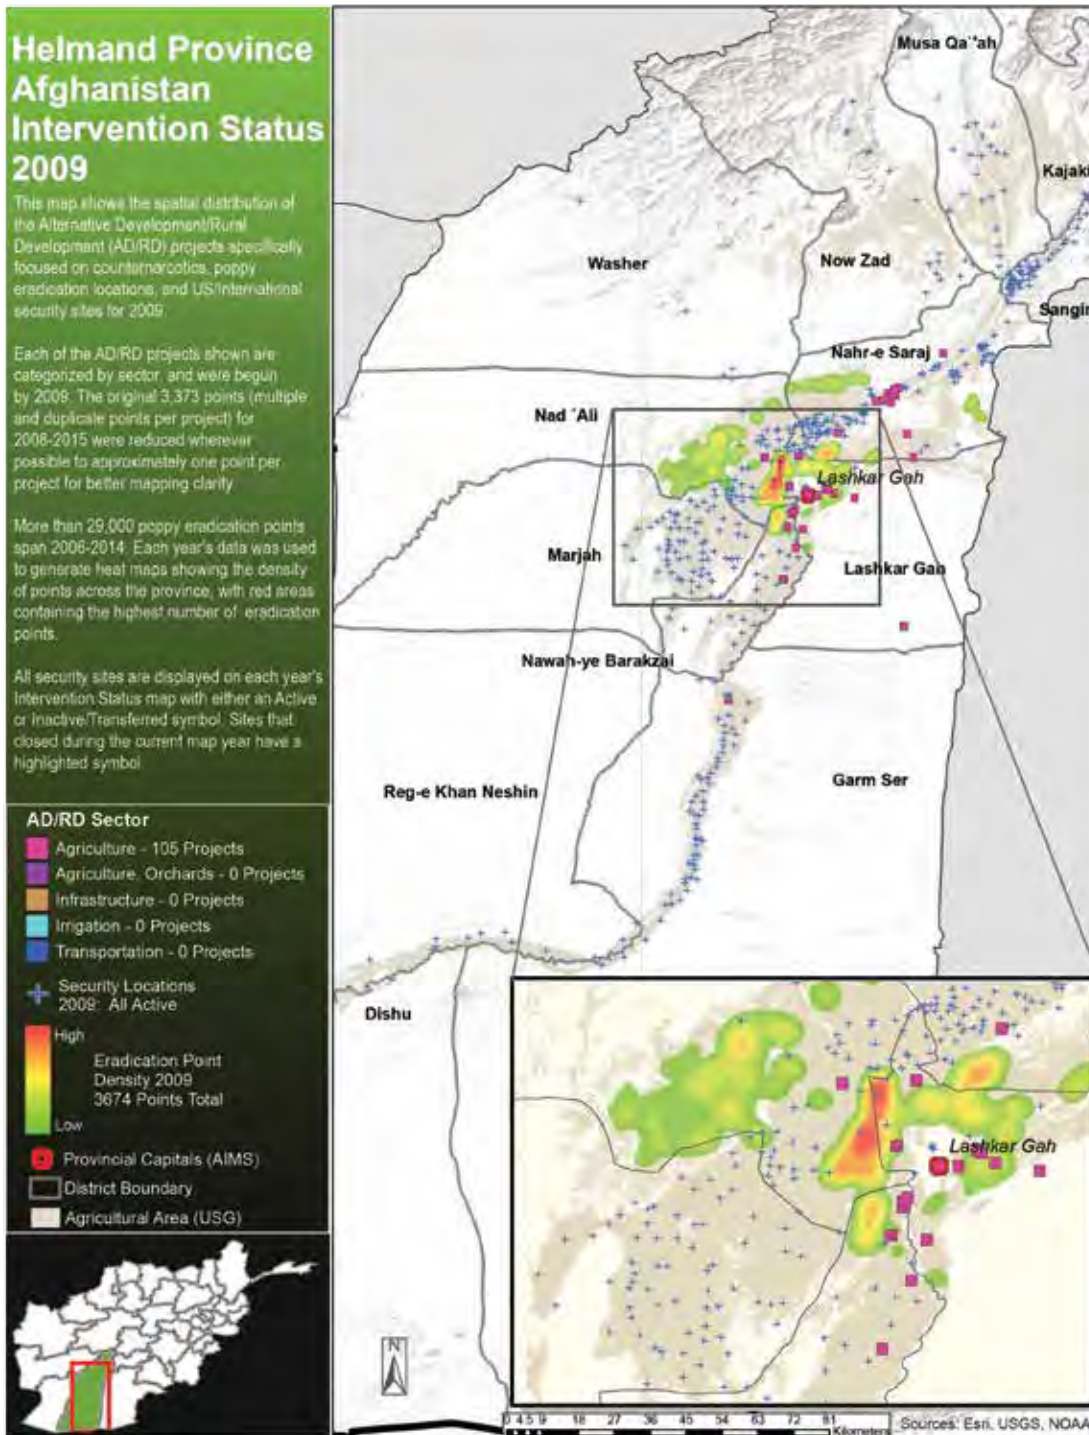 Helmand Province
Afghanistan
Intervention Status
2009
This map shows the spatial distribution of
the Alternative Development/Rural
Development (AD/RD) projects specifically
focused on counternarcotics, poppy
eradication locations, and US/International
security sites for 2009.
Each of the AD/RD projects shown are
categorized by sector, and were begun
by 2009. The original 3,373 points (multiple
and duplicate points per project) for
2008-2015 were reduced wherever
possible to approximately one point per
project for better mapping clarity.
More than 29,000 poppy eradication points
span 2006-2014. Each year's data was used
to generate heat maps showing the density
of points across the province, with red areas
containing the highest number of eradication
points.
All security sites are displayed on each year's
Intervention Status map with either an Active
or Inactive/Transferred symbol. Sites that
closed during the current map year have a
highlighted symbol.
AD/RD Sector
Agriculture - 105 Projects
Agriculture, Orchards - 0 Projects
Infrastructure - 0 Projects
Irrigation - 0 Projects
Transportation - 0 Projects
Security Locations
2009: All Active
High
Eradication Point
Density 2009
3674 Points Total
Low
Provincial Capitals (AIMS)
District Boundary
Agricultural Area (USG)
Musa Qa'
Kajaki
Washer
Now Zad
Sangin
Nahr-e Saraj
Nad 'Ali
Lashkar Gah
Marjah
Lashkar Gah
Nawah-ye Barakzai
Reg-e Khan Neshin
Garm Ser
Dishu
Lashkar Gah
N
0 4.5 9 18 27 36 45 54 63 72 81
Kilometers
Sources: Esri, USGS, NOAA